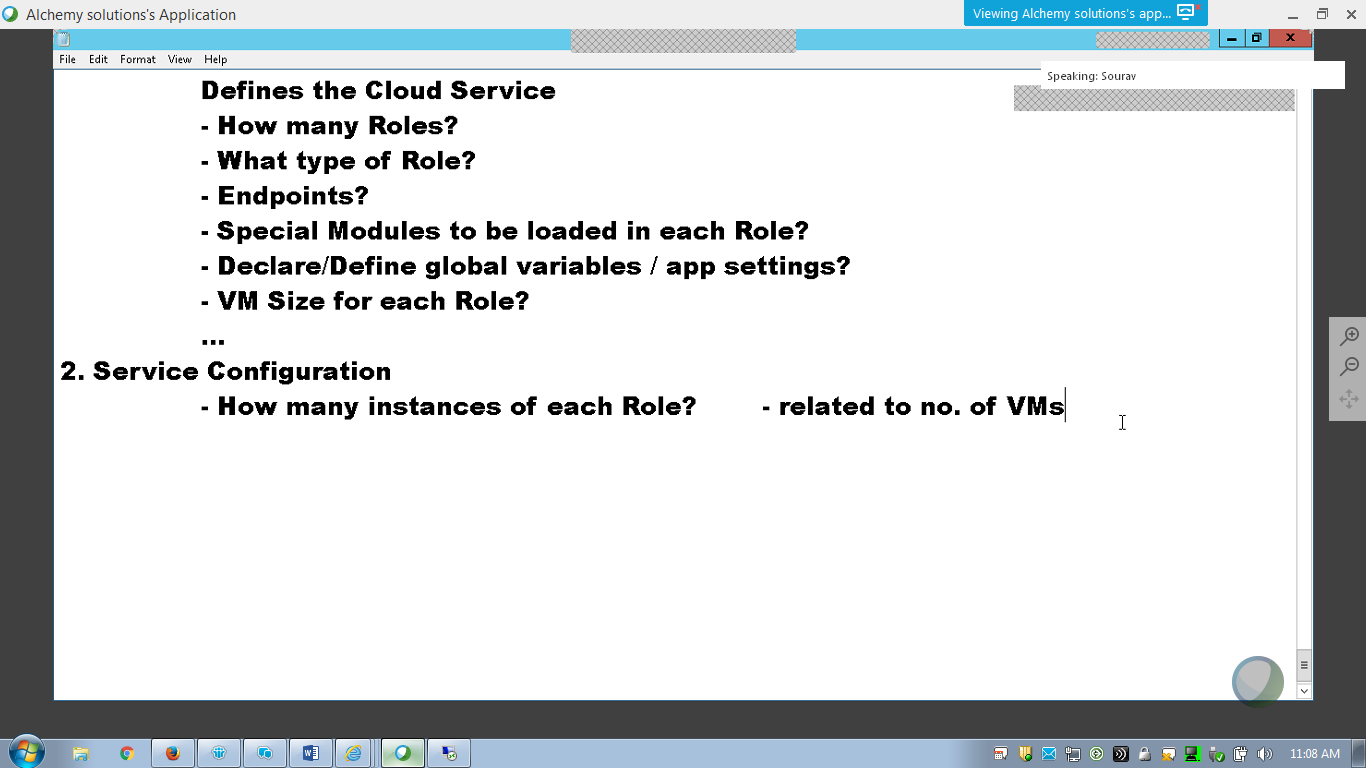 Alchemy solutions's Application
Viewing Alchemy solutions's app...
File Edit Format View Help
Speaking: Sourav
Defines the Cloud Service
- How many Roles?
- What type of Role?
- Endpoints?
- Special Modules to be loaded in each Role?
- Declare/Define global variables / app settings?
- VM Size for each Role?
...
2. Service Configuration
- How many instances of each Role? - related to no. of VMs
11:08 AM